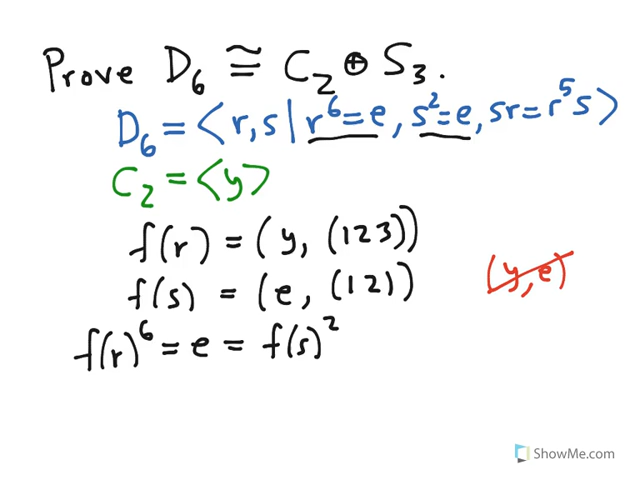 Prove D₆ ≅ C₂ ⊕ S₃.
D₆ = ⟨r, s | r⁶ = e, s² = e, sr = r⁵s⟩
C₂ = ⟨y⟩
f(r) = (y, (123))
f(s) = (e, (12))
(y, e)
f(r)⁶ = e = f(s)²
ShowMe.com